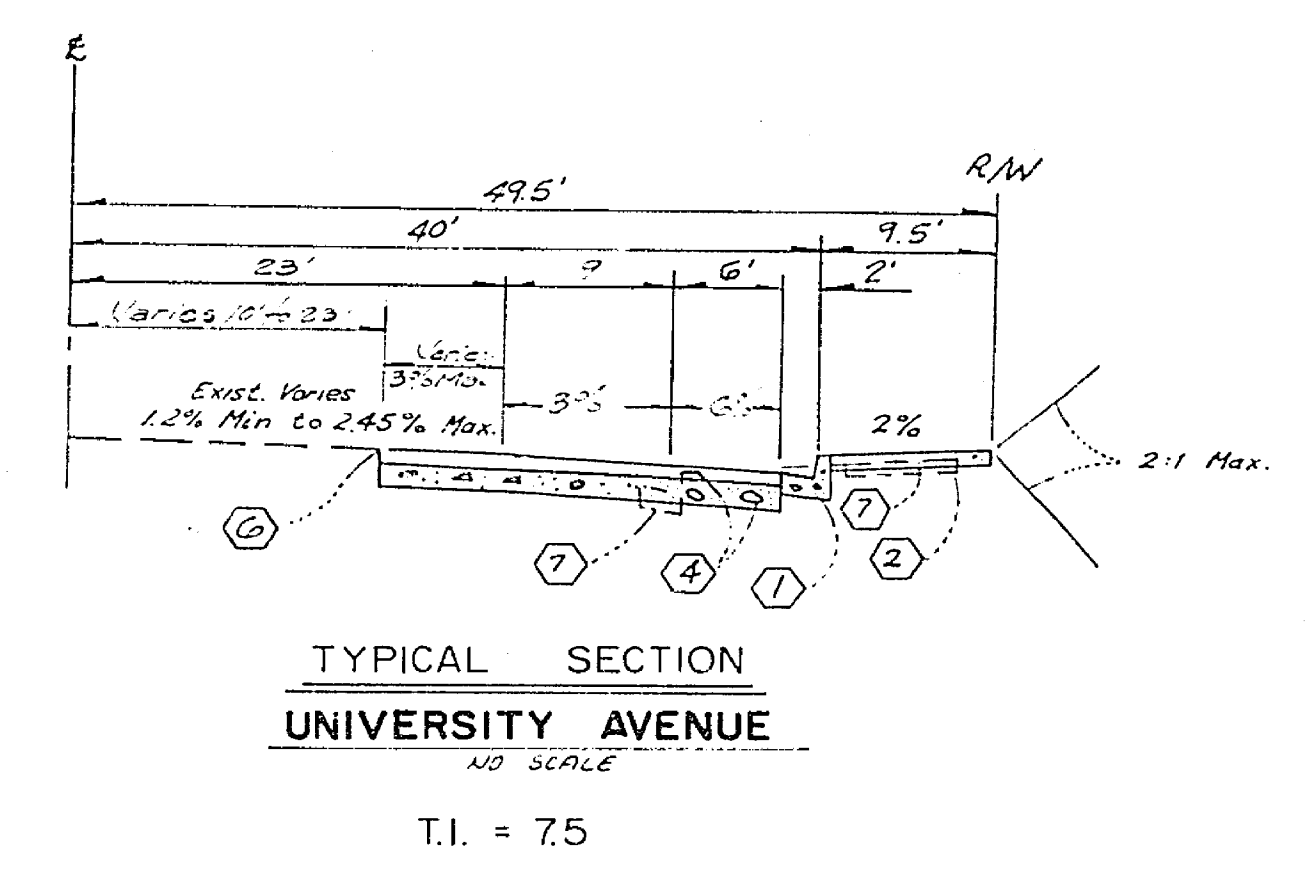 ℄
R/W
49.5'
40'
9.5'
23'
9
6'
2'
Varies 10' to 23'
Varies
3% Max.
Exist. Varies
1.2% Min to 2.45% Max.
3%
6%
2%
2:1 Max.
6
7
4
1
7
2
TYPICAL SECTION
UNIVERSITY AVENUE
NO SCALE
T.I. = 7.5